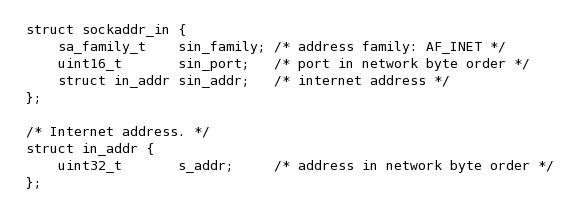 struct sockaddr_in {
    sa_family_t    sin_family; /* address family: AF_INET */
    uint16_t       sin_port;   /* port in network byte order */
    struct in_addr sin_addr;   /* internet address */
};

/* Internet address. */
struct in_addr {
    uint32_t       s_addr;     /* address in network byte order */
};